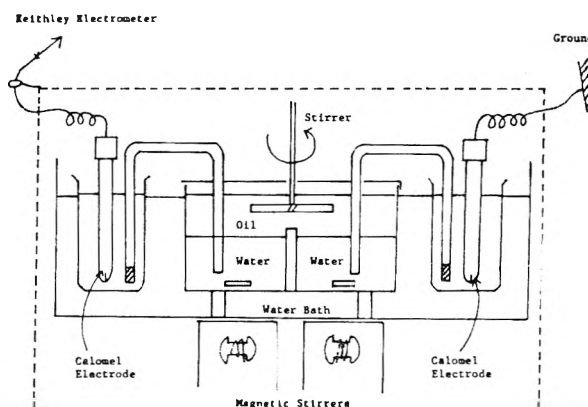 Keithley Electrometer
Ground
Stirrer
Oil
Water Water
Water Bath
Calomel
Electrode
Calomel
Electrode
Magnetic Stirrers